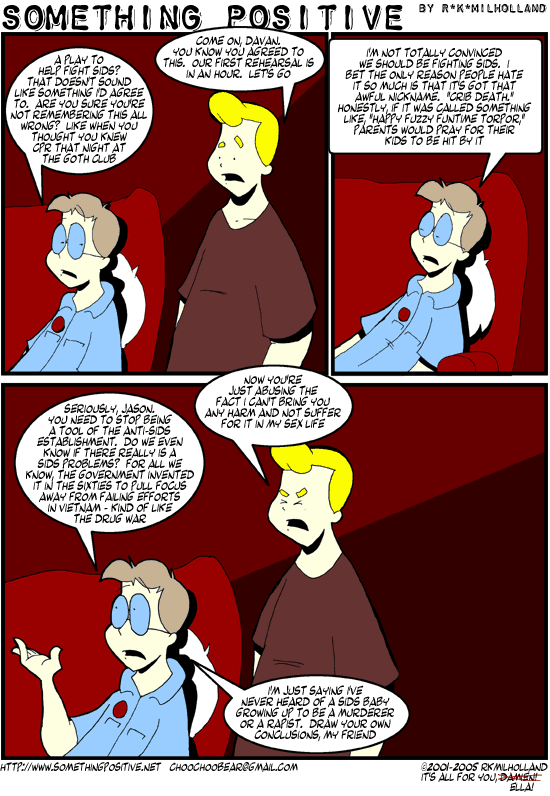 SOMETHING POSITIVE BY R*K*MILHOLLAND
A PLAY TO
HELP FIGHT SIDS?
THAT DOESN'T SOUND
LIKE SOMETHING I'D AGREE
TO. ARE YOU SURE YOU'RE
NOT REMEMBERING THIS ALL
WRONG? LIKE WHEN YOU
THOUGHT YOU KNEW
CPR THAT NIGHT AT
THE GOTH CLUB
COME ON, DAVAN.
YOU KNOW YOU AGREED TO
THIS. OUR FIRST REHEARSAL IS
IN AN HOUR. LET'S GO
I'M NOT TOTALLY CONVINCED
WE SHOULD BE FIGHTING SIDS. I
BET THE ONLY REASON PEOPLE HATE
IT SO MUCH IS THAT IT'S GOT THAT
AWFUL NICKNAME. "CRIB DEATH."
HONESTLY, IF IT WAS CALLED SOMETHING
LIKE, "HAPPY FUZZY FUNTIME TORPOR,"
PARENTS WOULD PRAY FOR THEIR
KIDS TO BE HIT BY IT
SERIOUSLY, JASON.
YOU NEED TO STOP BEING
A TOOL OF THE ANTI-SIDS
ESTABLISHMENT. DO WE EVEN
KNOW IF THERE REALLY IS A
SIDS PROBLEMS? FOR ALL WE
KNOW, THE GOVERNMENT INVENTED
IT IN THE SIXTIES TO PULL FOCUS
AWAY FROM FAILING EFFORTS
IN VIETNAM - KIND OF LIKE
THE DRUG WAR
NOW YOU'RE
JUST ABUSING THE
FACT I CAN'T BRING YOU
ANY HARM AND NOT SUFFER
FOR IT IN MY SEX LIFE
I'M JUST SAYING I'VE
NEVER HEARD OF A SIDS BABY
GROWING UP TO BE A MURDERER
OR A RAPIST. DRAW YOUR OWN
CONCLUSIONS, MY FRIEND
HTTP://WWW.SOMETHINGPOSITIVE.NET CHOOCHOOBEAR@GMAIL.COM
©2001-2005 RKMILHOLLAND
IT'S ALL FOR YOU, DAMIEN!
ELLA!